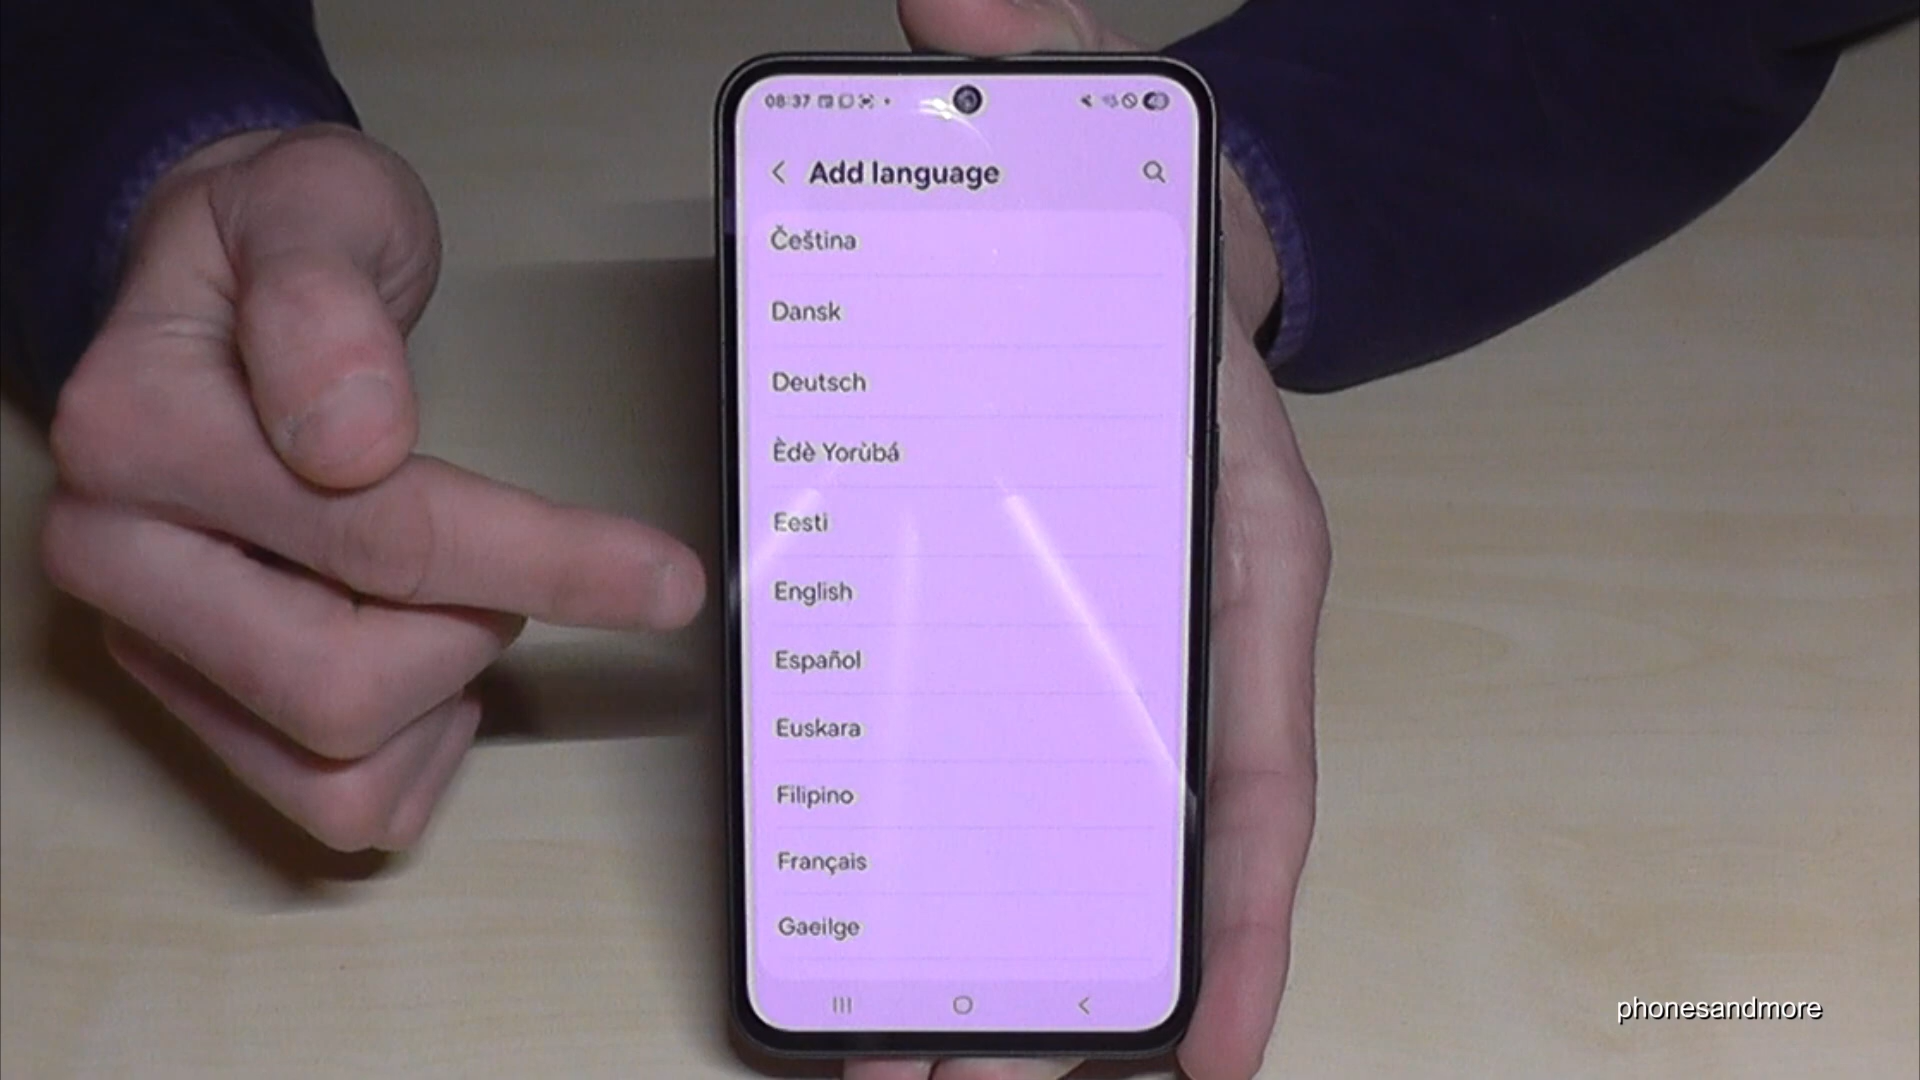 08:37
Add language
Čeština
Dansk
Deutsch
Èdè Yorùbá
Eesti
English
Español
Euskara
Filipino
Français
Gaeilge
phonesandmore